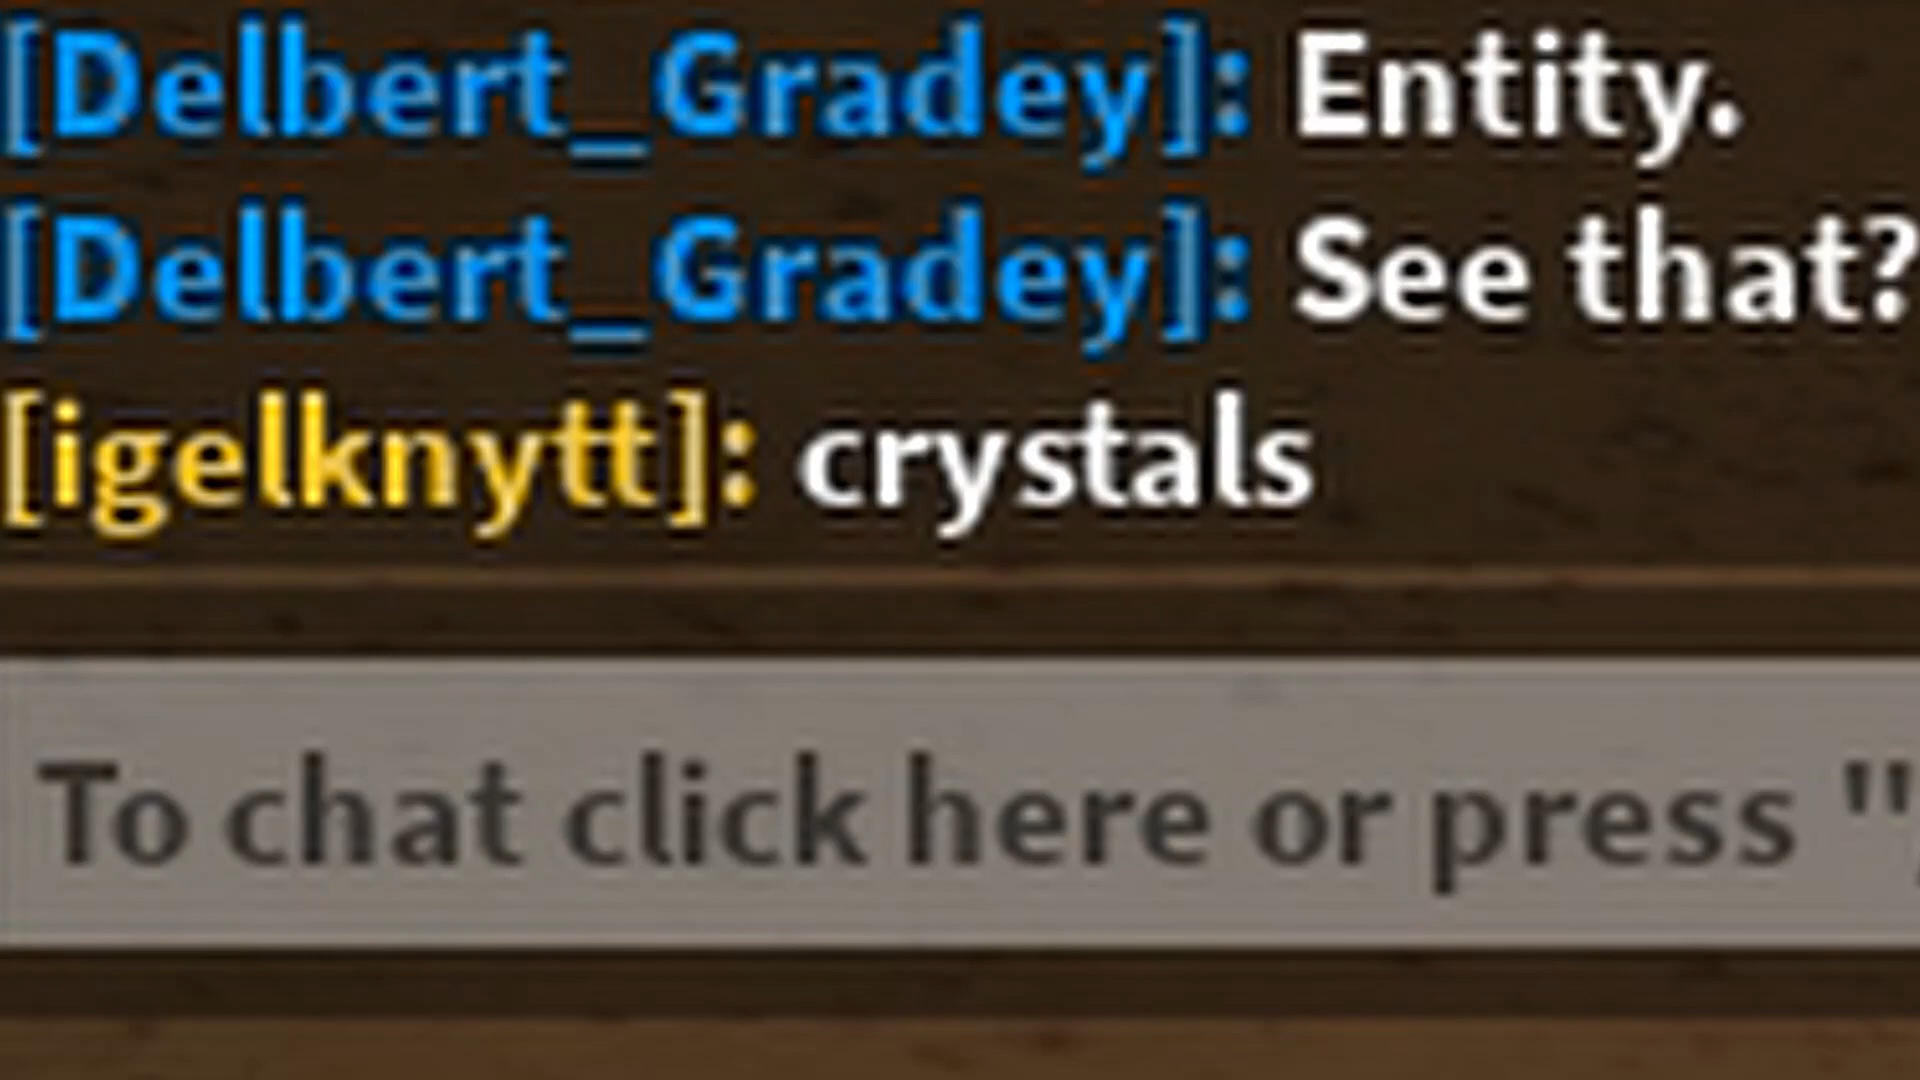 [Delbert_Gradey]: Entity.
[Delbert_Gradey]: See that?
[igelknytt]: crystals
To chat click here or press "